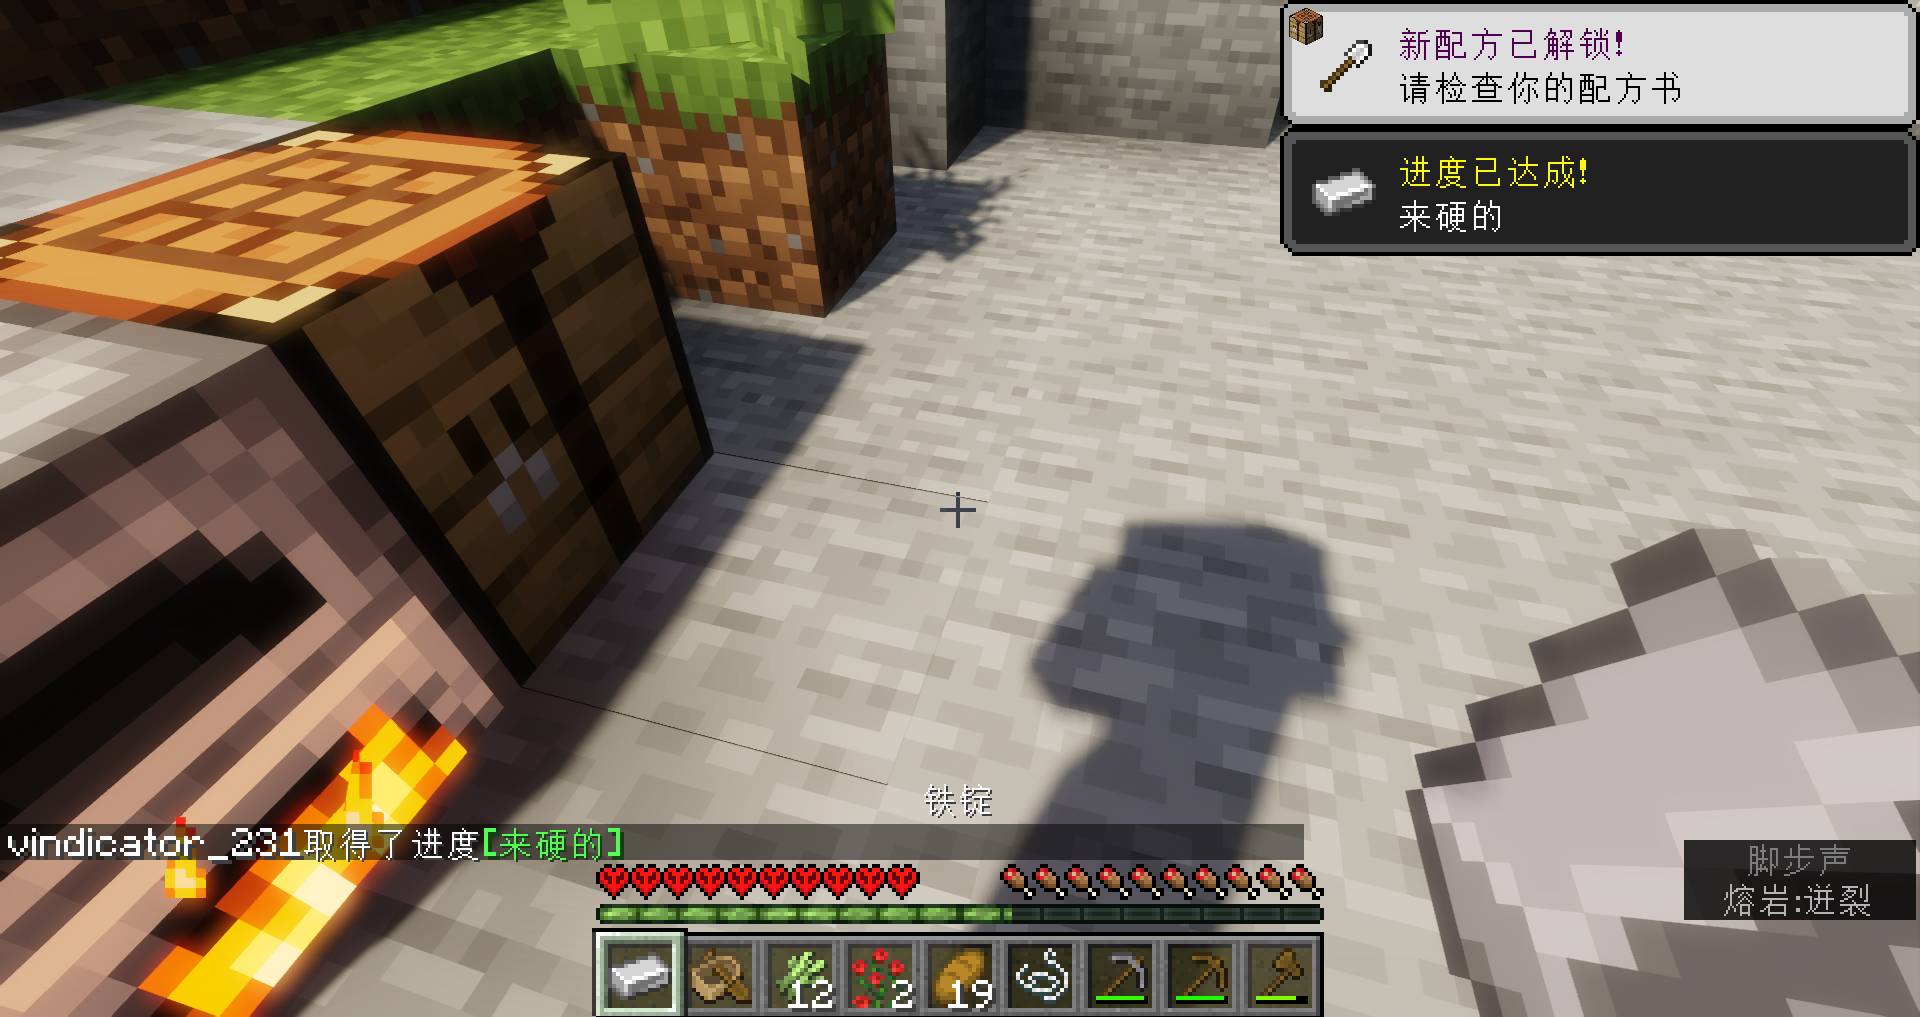 新配方已解锁!
请检查你的配方书
进度已达成!
来硬的
铁锭
vindicator_231取得了进度[来硬的]
脚步声
熔岩:迸裂
12
2
19